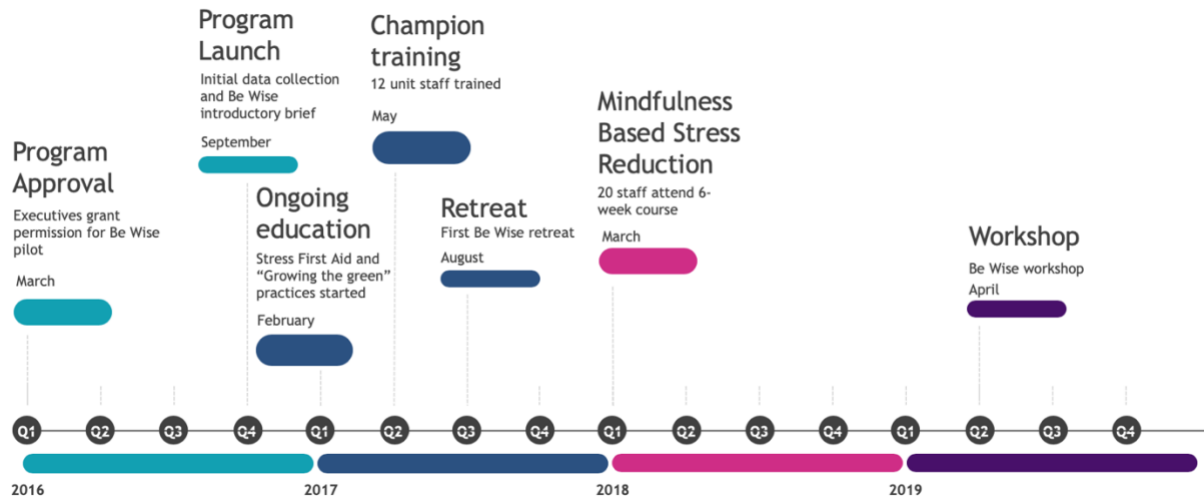 Program
Approval
Executives grant
permission for Be Wise
pilot
March
Program
Launch
Initial data collection
and Be Wise
introductory brief
September
Ongoing
education
Stress First Aid and
“Growing the green”
practices started
February
Champion
training
12 unit staff trained
May
Retreat
First Be Wise retreat
August
Mindfulness
Based Stress
Reduction
20 staff attend 6-
week course
March
Workshop
Be Wise workshop
April
Q1 Q2 Q3 Q4 Q1 Q2 Q3 Q4 Q1 Q2 Q3 Q4 Q1 Q2 Q3 Q4
2016 2017 2018 2019